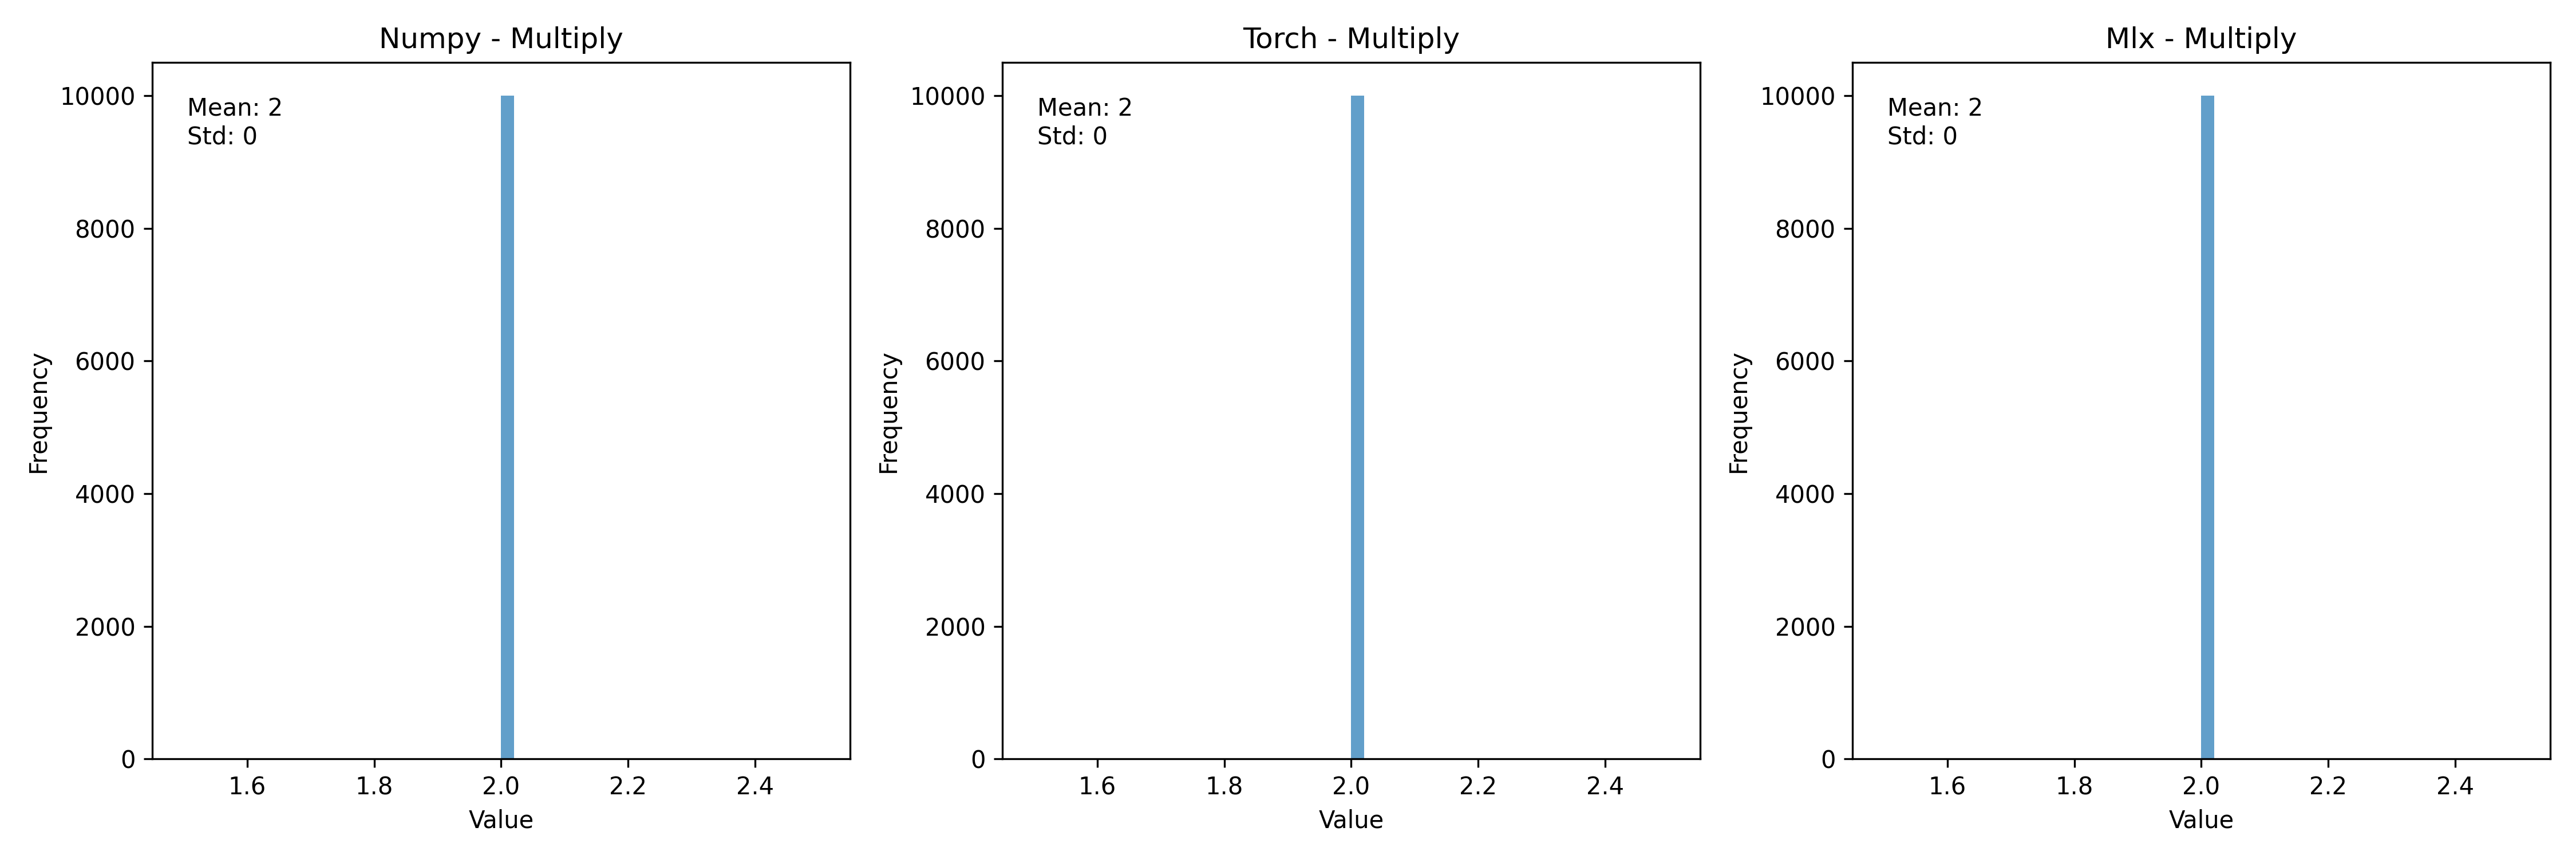 Numpy - Multiply
Mean: 2
Std: 0
10000
8000
6000
4000
2000
0
Frequency
1.6 1.8 2.0 2.2 2.4
Value
Torch - Multiply
Mean: 2
Std: 0
10000
8000
6000
4000
2000
0
Frequency
1.6 1.8 2.0 2.2 2.4
Value
Mlx - Multiply
Mean: 2
Std: 0
10000
8000
6000
4000
2000
0
Frequency
1.6 1.8 2.0 2.2 2.4
Value